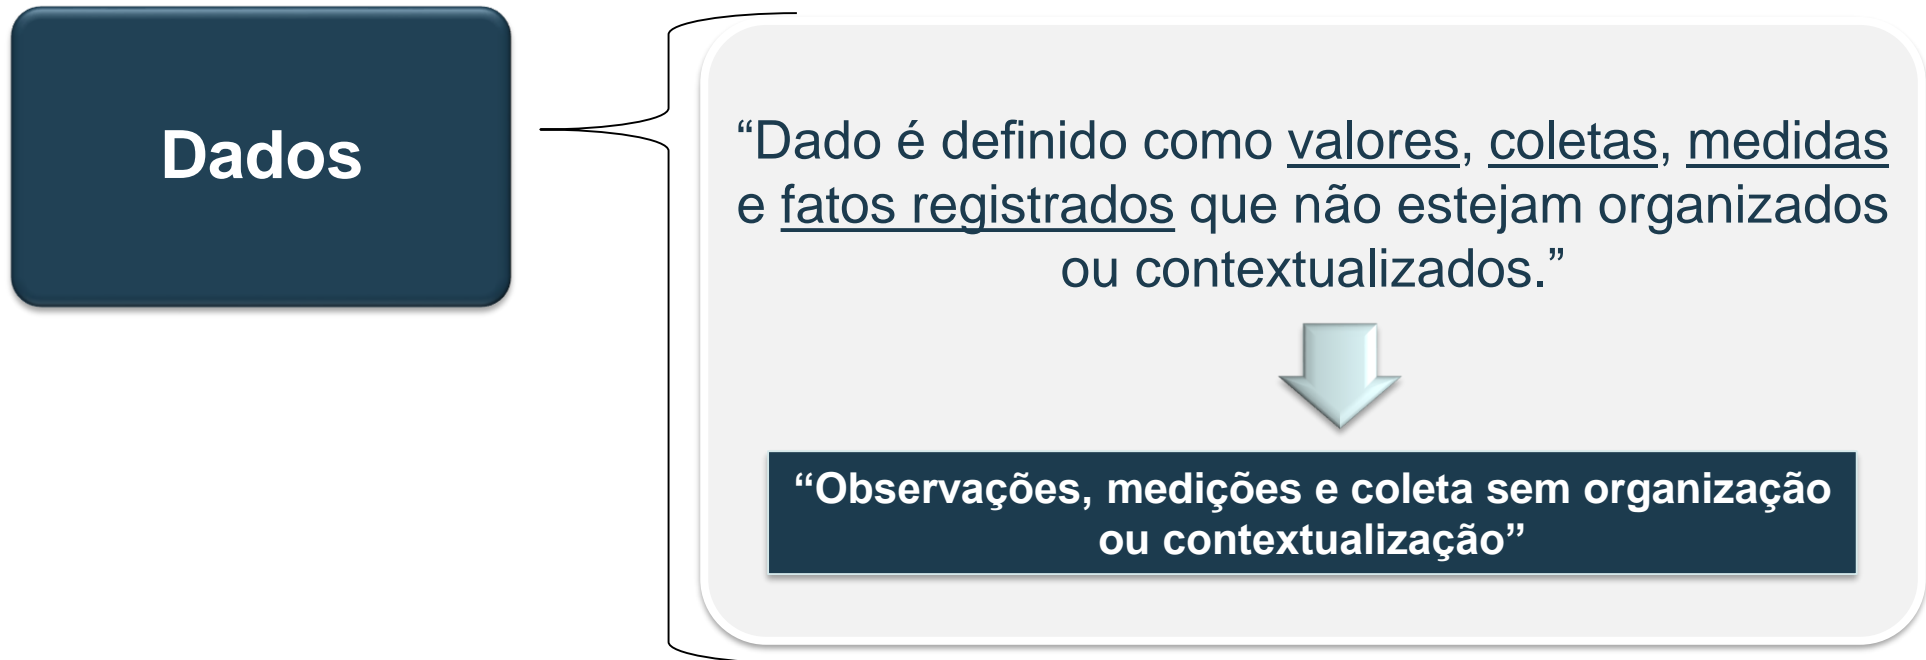 Dados
“Dado é definido como valores, coletas, medidas
e fatos registrados que não estejam organizados
ou contextualizados.”
“Observações, medições e coleta sem organização
ou contextualização”